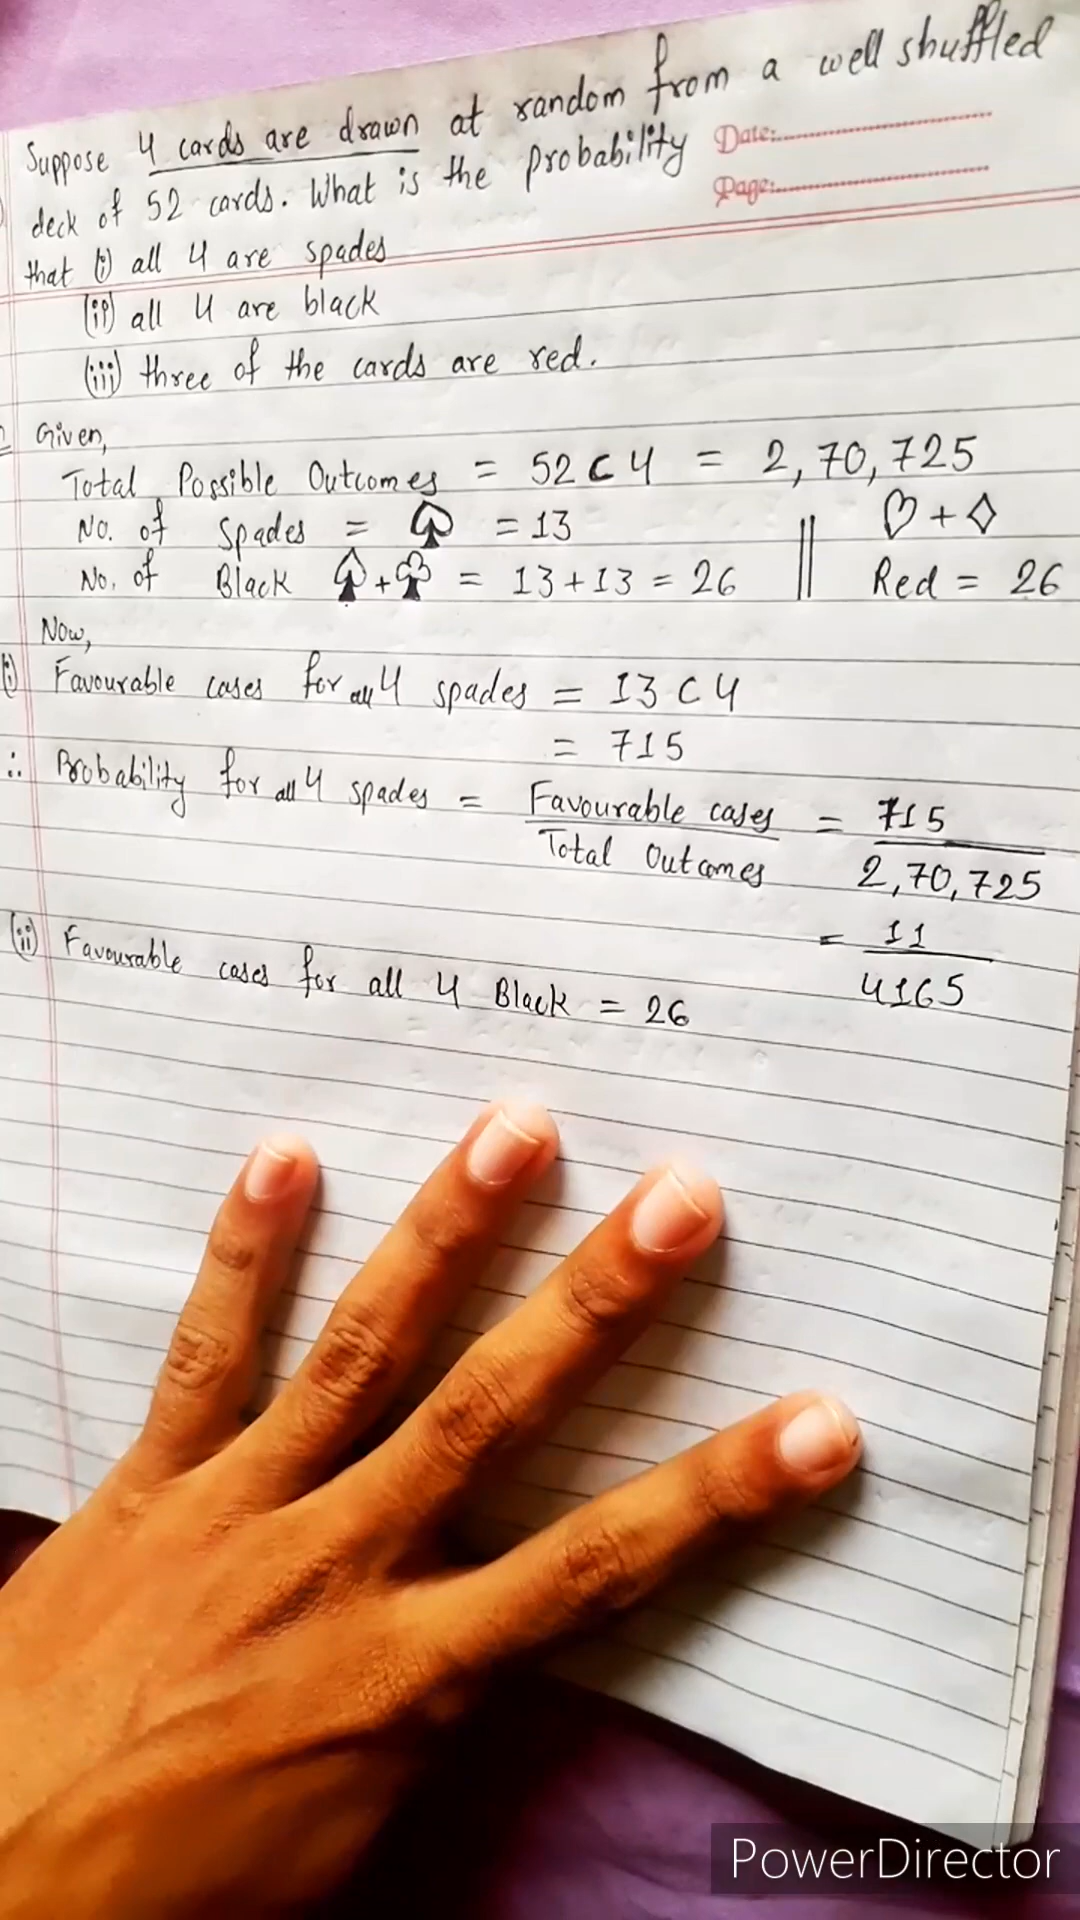 Suppose 4 cards are drawn at random from a well shuffled
Date:
deck of 52 cards. What is the probability
Page:
that (i) all 4 are spades
(ii) all 4 are black
(iii) three of the cards are red.
Given,
Total Possible Outcomes = 52C4 = 2,70,725
No. of Spades = ♠ = 13 || ♡ + ◇
No. of Black ♠+♣ = 13+13 = 26 || Red = 26
Now,
(i) Favourable cases for all 4 spades = 13C4
= 715
∴ Probability for all 4 spades = Favourable cases / Total Outcomes = 715 / 2,70,725
= 11 / 4165
(ii) Favourable cases for all 4 Black = 26
PowerDirector